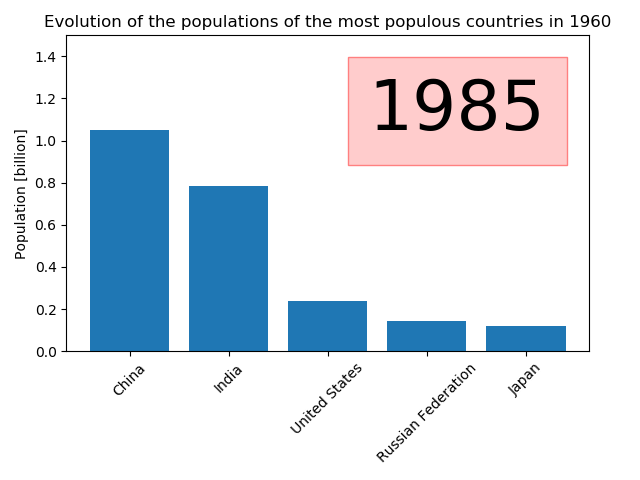 Evolution of the populations of the most populous countries in 1960
1985
Population [billion]
1.4
1.2
1.0
0.8
0.6
0.4
0.2
0.0
China
India
United States
Russian Federation
Japan